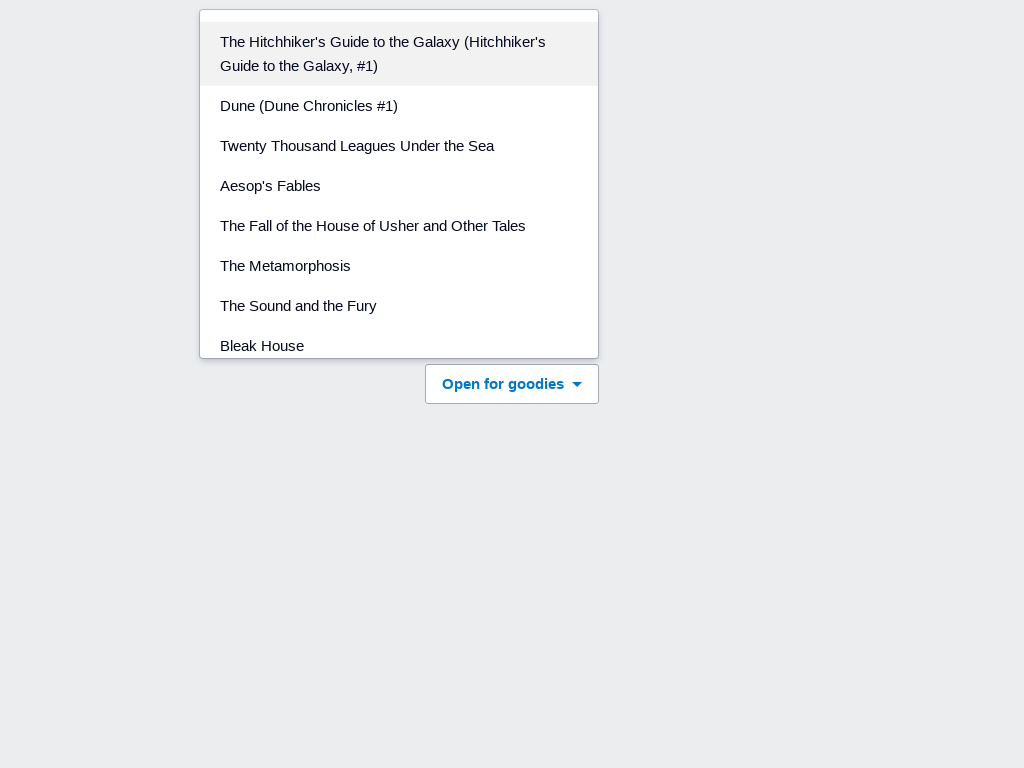 The Hitchhiker's Guide to the Galaxy (Hitchhiker's
Guide to the Galaxy, #1)
Dune (Dune Chronicles #1)
Twenty Thousand Leagues Under the Sea
Aesop's Fables
The Fall of the House of Usher and Other Tales
The Metamorphosis
The Sound and the Fury
Bleak House
Open for goodies